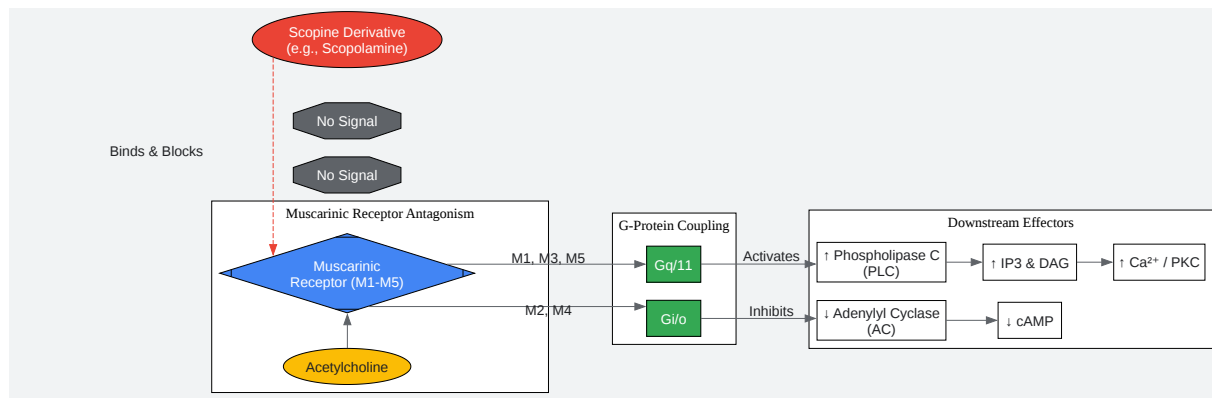 Scopine Derivative
(e.g., Scopolamine)
No Signal
Binds & Blocks
No Signal
Muscarinic Receptor Antagonism
Muscarinic
Receptor (M1-M5)
Acetylcholine
M1, M3, M5
M2, M4
G-Protein Coupling
Gq/11
Gi/o
Activates
Inhibits
Downstream Effectors
↑ Phospholipase C
(PLC)
↑ IP3 & DAG
↑ Ca²⁺ / PKC
↓ Adenylyl Cyclase
(AC)
↓ cAMP